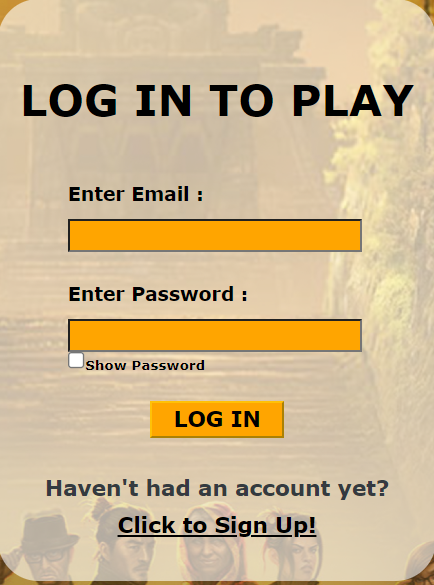 LOG IN TO PLAY
Enter Email :
Enter Password :
Show Password
LOG IN
Haven't had an account yet?
Click to Sign Up!